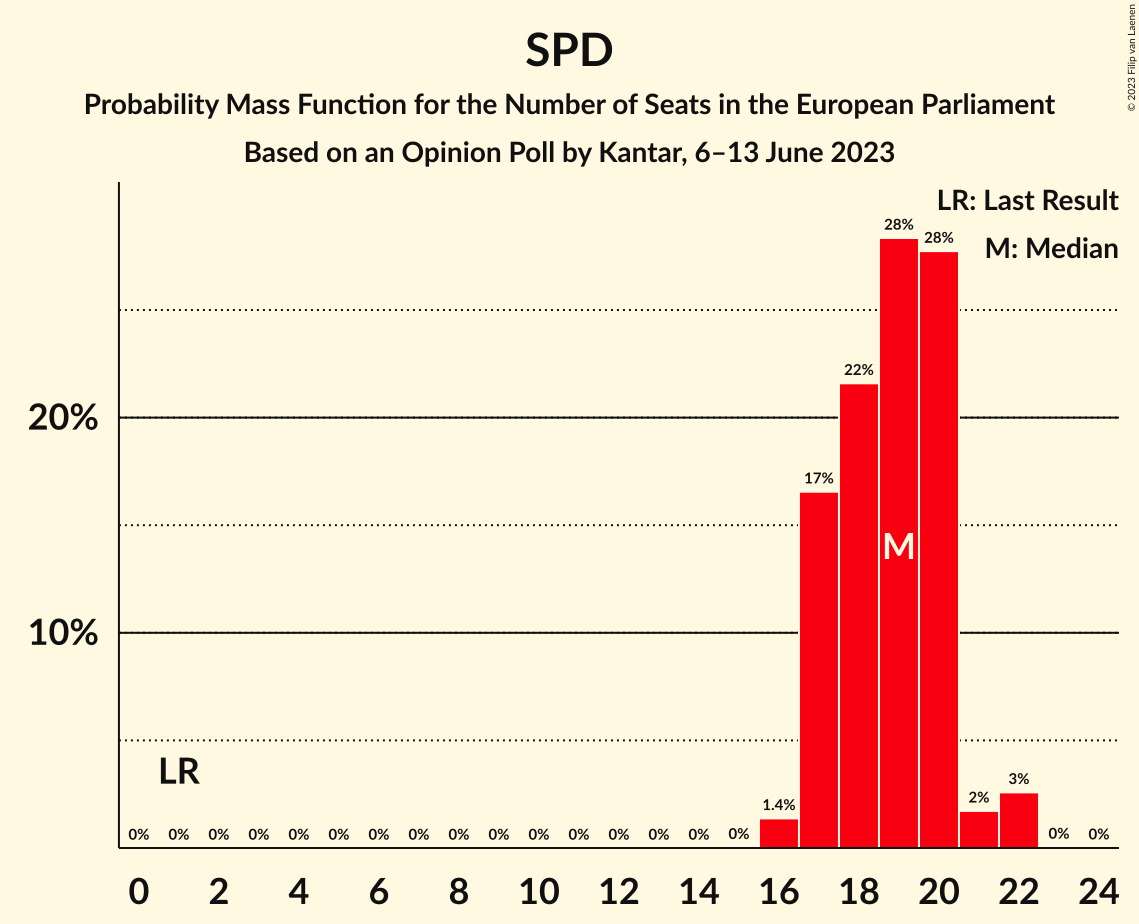 SPD
Probability Mass Function for the Number of Seats in the European Parliament
Based on an Opinion Poll by Kantar, 6–13 June 2023
© 2023 Filip van Laenen
LR: Last Result
M: Median
28%
28%
22%
20%
17%
M
10%
LR
3%
2%
1.4%
0% 0% 0% 0% 0% 0% 0% 0% 0% 0% 0% 0% 0% 0% 0% 0% 0% 0%
0 2 4 6 8 10 12 14 16 18 20 22 24